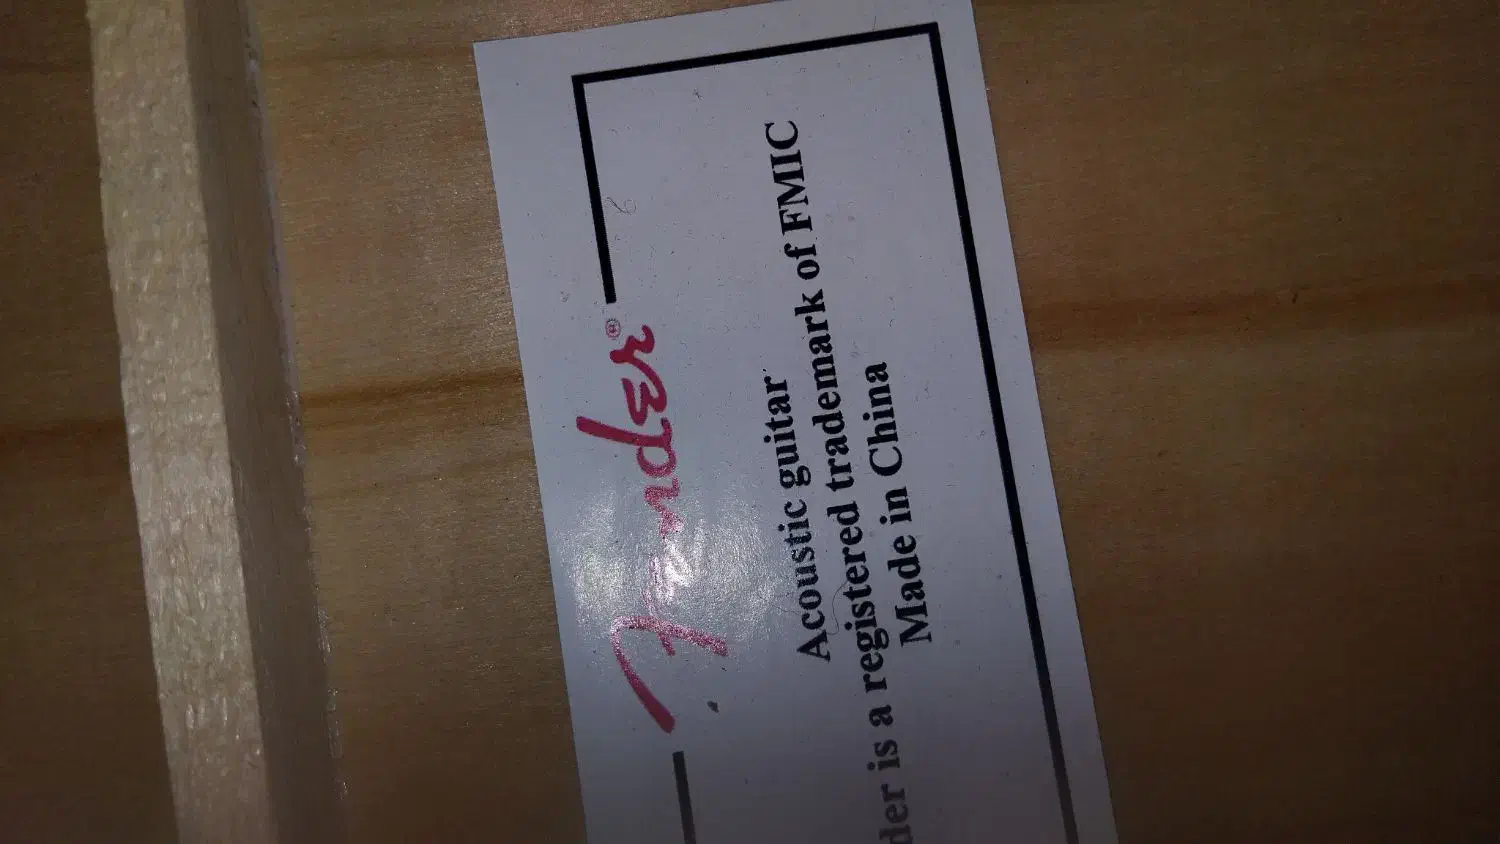 Fender®
Acoustic guitar
der is a registered trademark of FMIC
Made in China